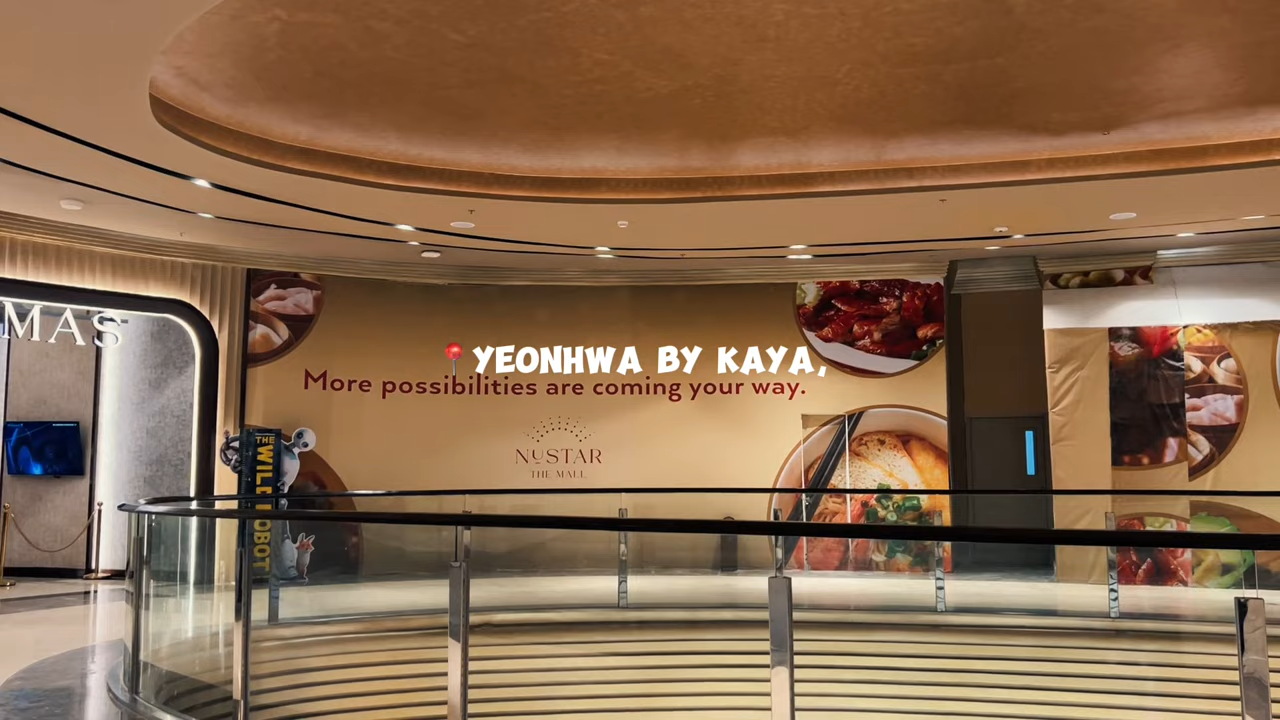 MAS
YEONHWA BY KAYA,
More possibilities are coming your way.
NUSTAR
THE MALL
THE
WILD ROBOT